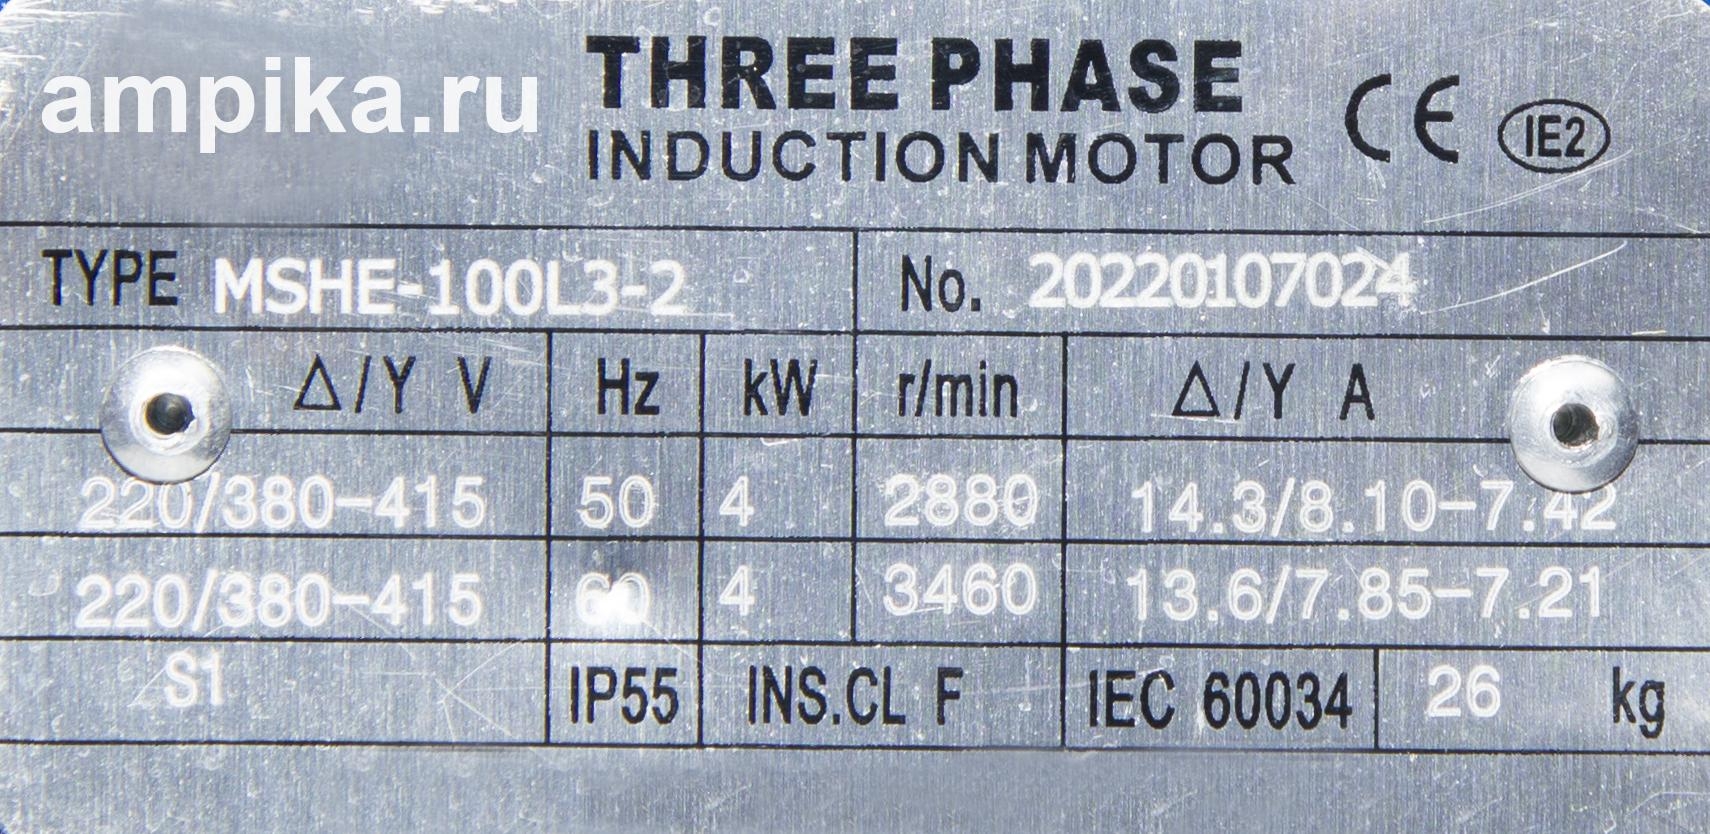 ampika.ru
THREE PHASE
INDUCTION MOTOR
CE IE2
TYPE MSHE-100L3-2 No. 20220107024
Δ/Y V Hz kW r/min Δ/Y A
220/380-415 50 4 2880 14.3/8.10-7.42
220/380-415 60 4 3460 13.6/7.85-7.21
S1 IP55 INS.CL F IEC 60034 26 kg